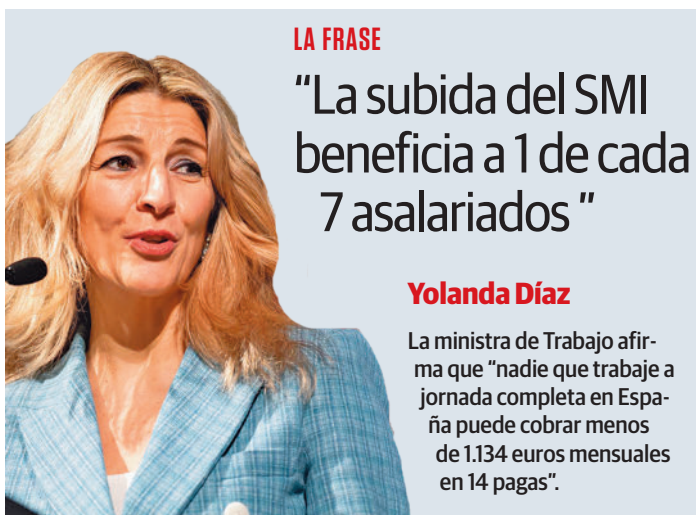 LA FRASE
“La subida del SMI
beneficia a 1 de cada
7 asalariados ”
Yolanda Díaz
La ministra de Trabajo afir-
ma que “nadie que trabaje a
jornada completa en Espa-
ña puede cobrar menos
de 1.134 euros mensuales
en 14 pagas”.